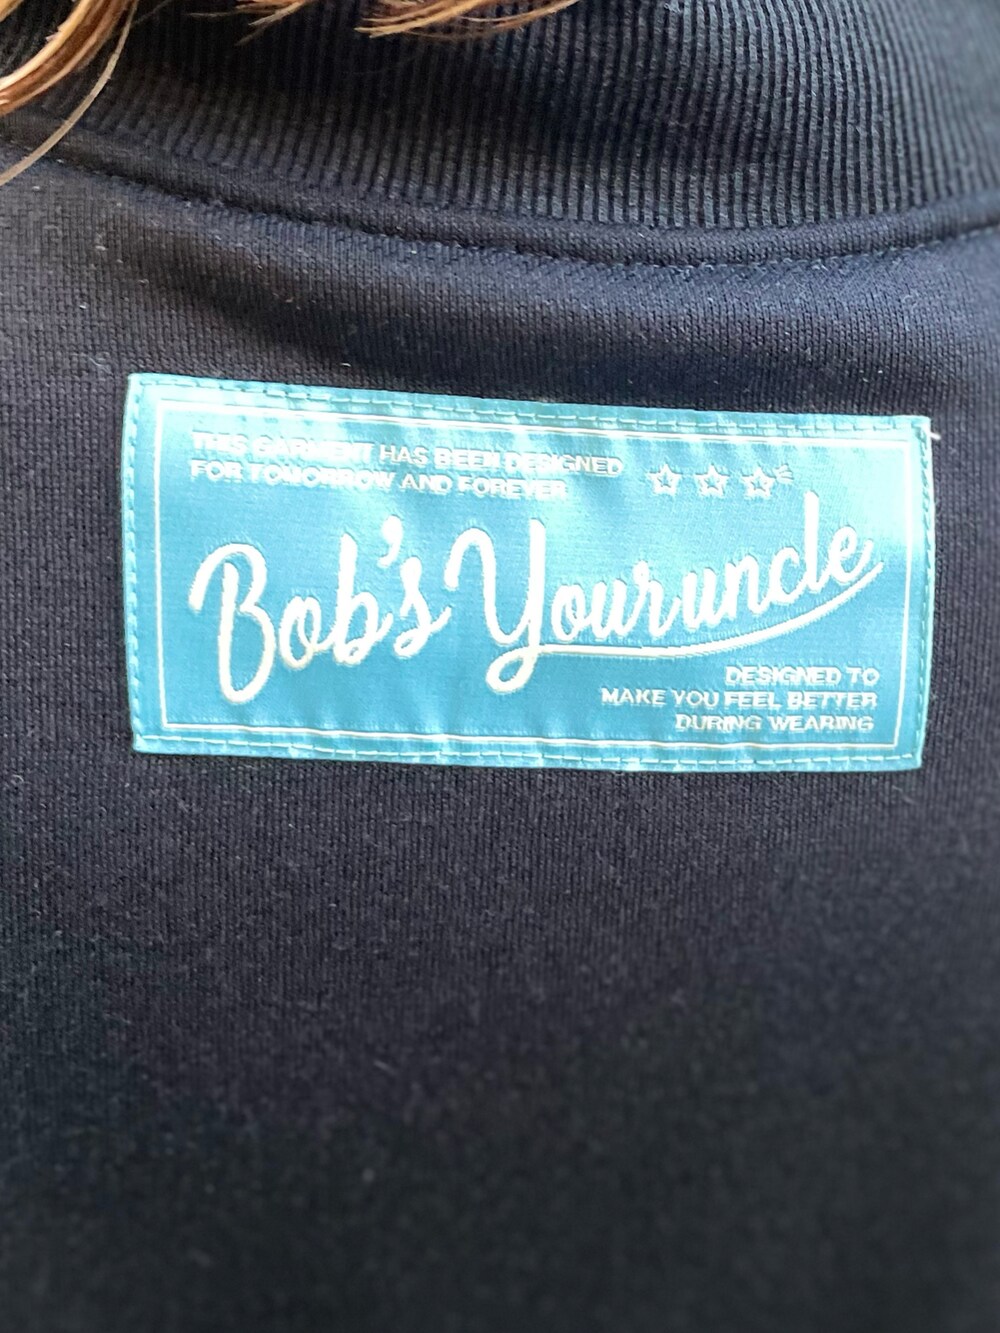 THIS GARMENT HAS BEEN DESIGNED
FOR TOMORROW AND FOREVER
Bob's Youruncle
DESIGNED TO
MAKE YOU FEEL BETTER
DURING WEARING